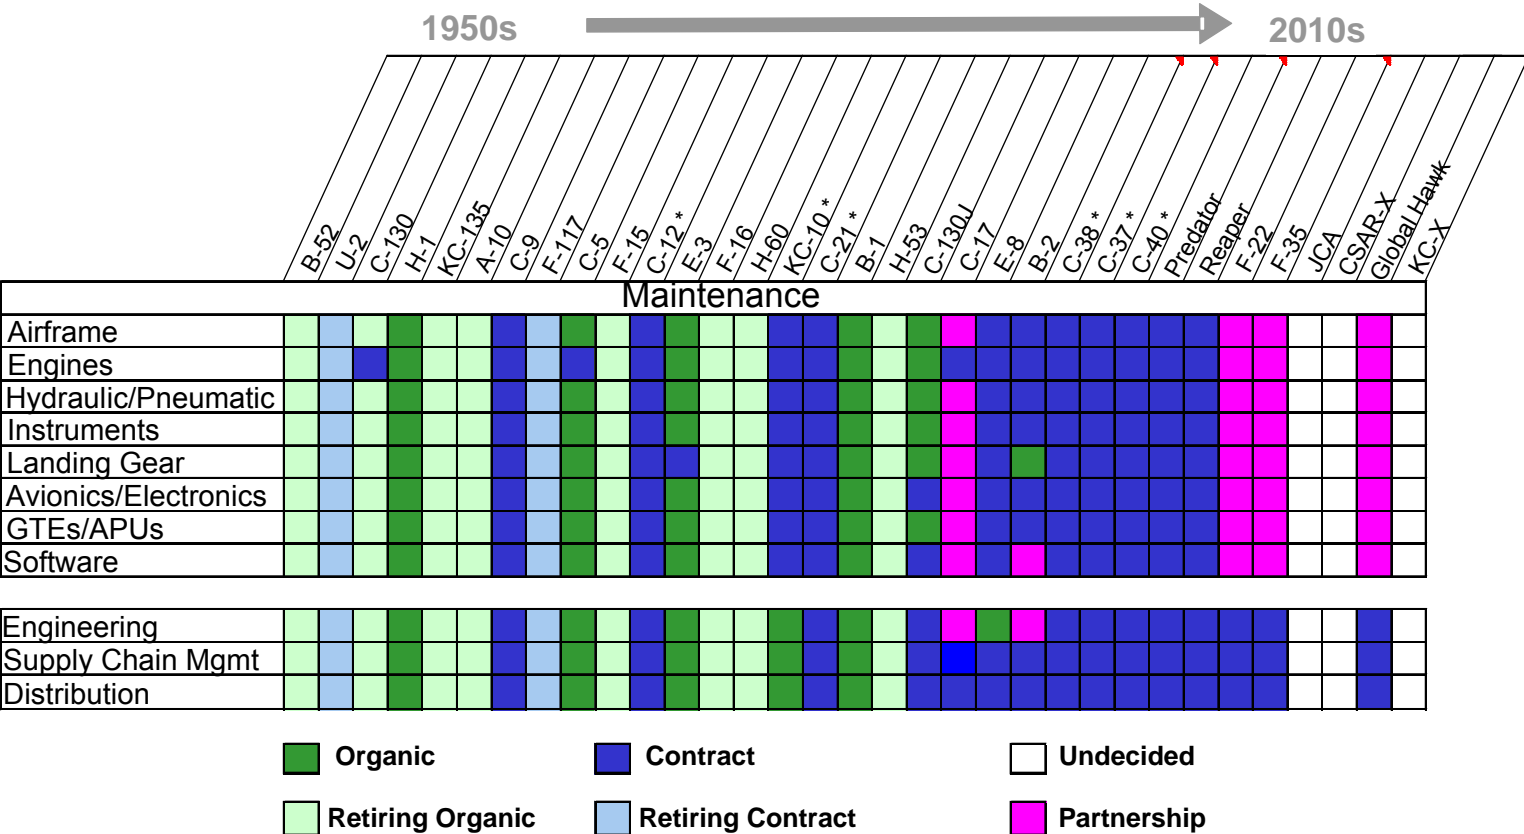 1950s
2010s
B-52
U-2
C-130
H-1
KC-135
A-10
C-9
F-117
C-5
F-15
C-12 *
E-3
F-16
H-60
KC-10 *
C-21 *
B-1
H-53
C-130J
C-17
E-8
B-2
C-38 *
C-37 *
C-40 *
Predator
Reaper
F-22
F-35
JCA
CSAR-X
Global Hawk
KC-X
Maintenance
Airframe
Engines
Hydraulic/Pneumatic
Instruments
Landing Gear
Avionics/Electronics
GTEs/APUs
Software
Engineering
Supply Chain Mgmt
Distribution
Organic
Contract
Undecided
Retiring Organic
Retiring Contract
Partnership